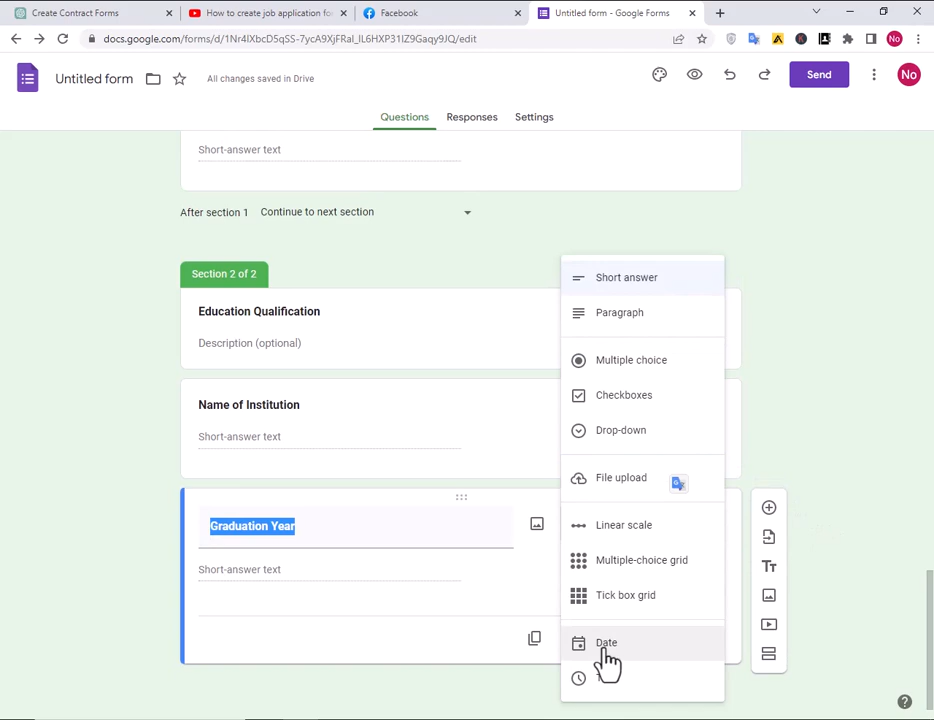 Create Contract Forms
How to create job application fo
Facebook
Untitled form - Google Forms
docs.google.com/forms/d/1Nr4lXbcD5qSS-7ycA9XjFRal_lL6HXP31lZ9Gaqy9JQ/edit
No
Untitled form
All changes saved in Drive
Send
No
Questions
Responses
Settings
Short-answer text
After section 1
Continue to next section
Section 2 of 2
Education Qualification
Description (optional)
Name of Institution
Short-answer text
Graduation Year
Short-answer text
Short answer
Paragraph
Multiple choice
Checkboxes
Drop-down
File upload
Linear scale
Multiple-choice grid
Tick box grid
Date